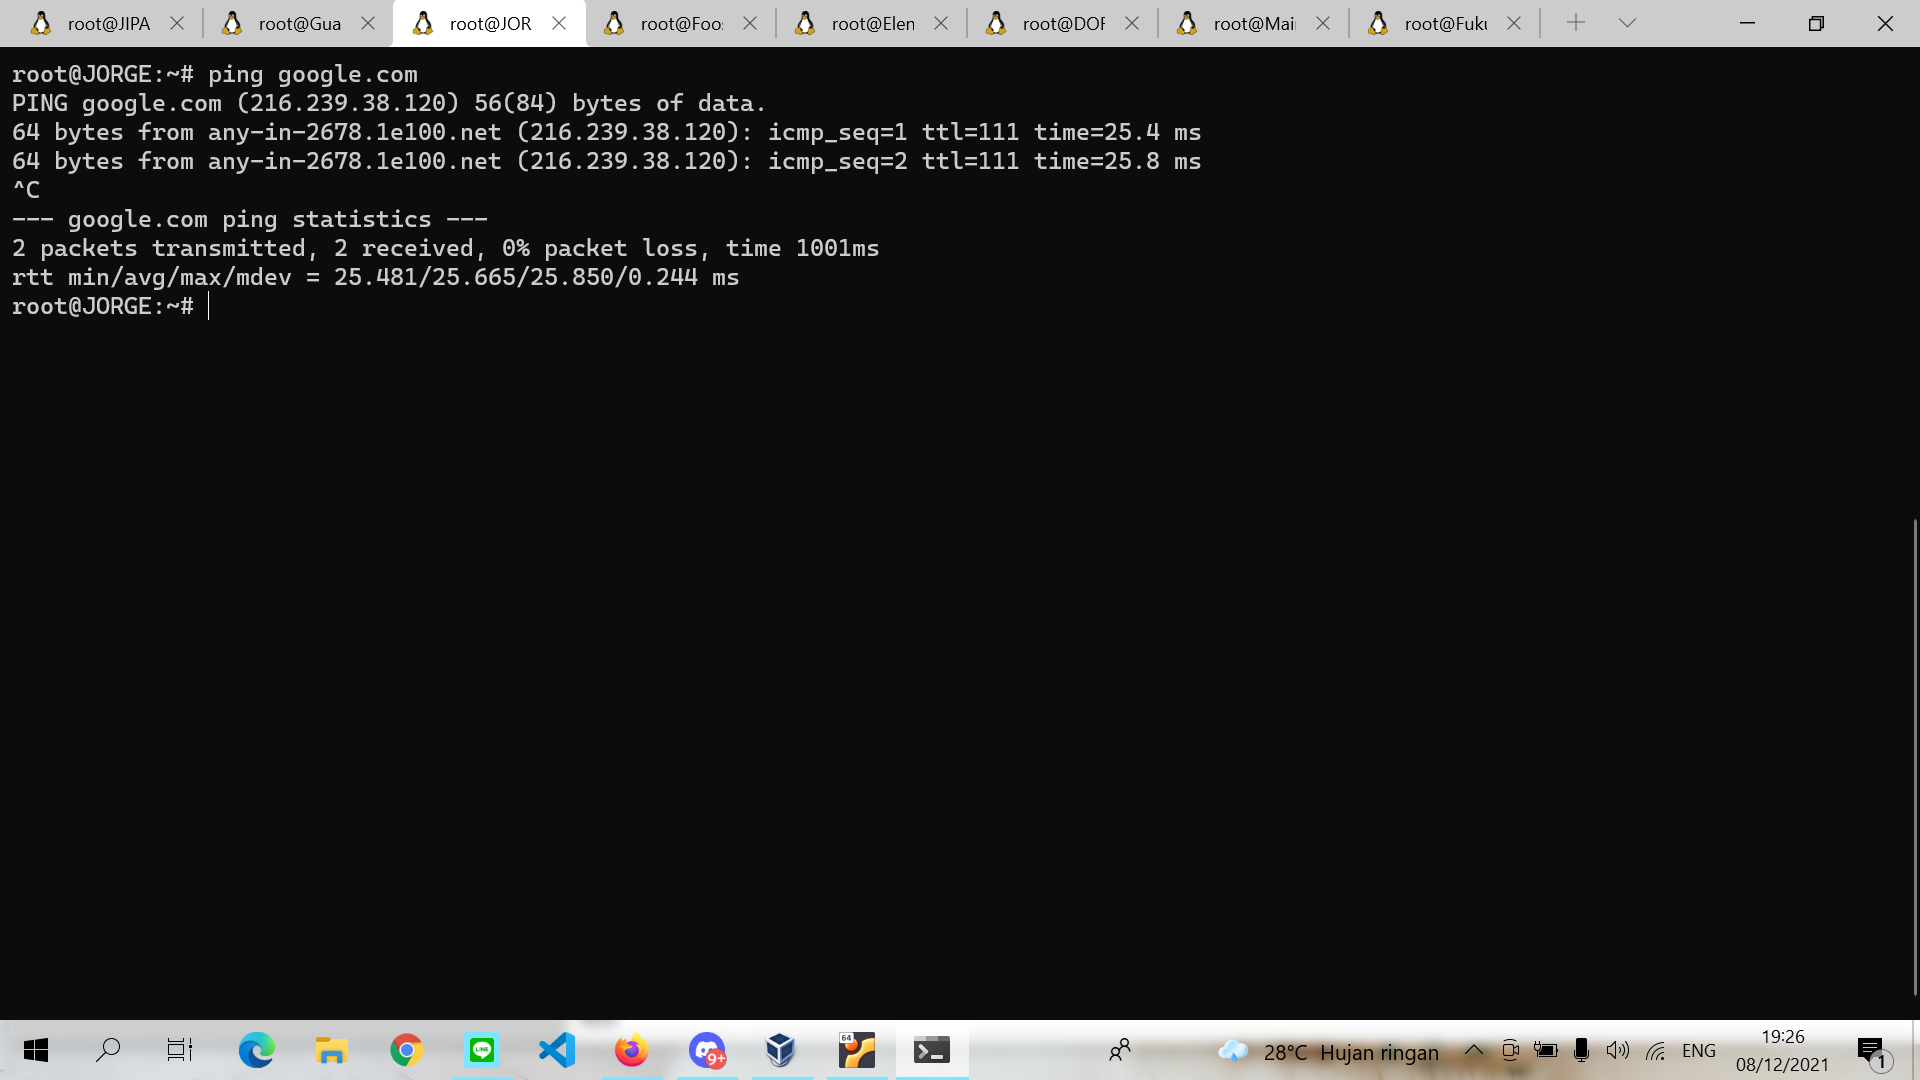 root@JIPA
root@Gua
root@JOR
root@Foo
root@Elen
root@DOR
root@Mai
root@Fuku
root@JORGE:~# ping google.com
PING google.com (216.239.38.120) 56(84) bytes of data.
64 bytes from any-in-2678.1e100.net (216.239.38.120): icmp_seq=1 ttl=111 time=25.4 ms
64 bytes from any-in-2678.1e100.net (216.239.38.120): icmp_seq=2 ttl=111 time=25.8 ms
^C
--- google.com ping statistics ---
2 packets transmitted, 2 received, 0% packet loss, time 1001ms
rtt min/avg/max/mdev = 25.481/25.665/25.850/0.244 ms
root@JORGE:~#
LINE
9+
64
28°C Hujan ringan
ENG
19:26
08/12/2021
1